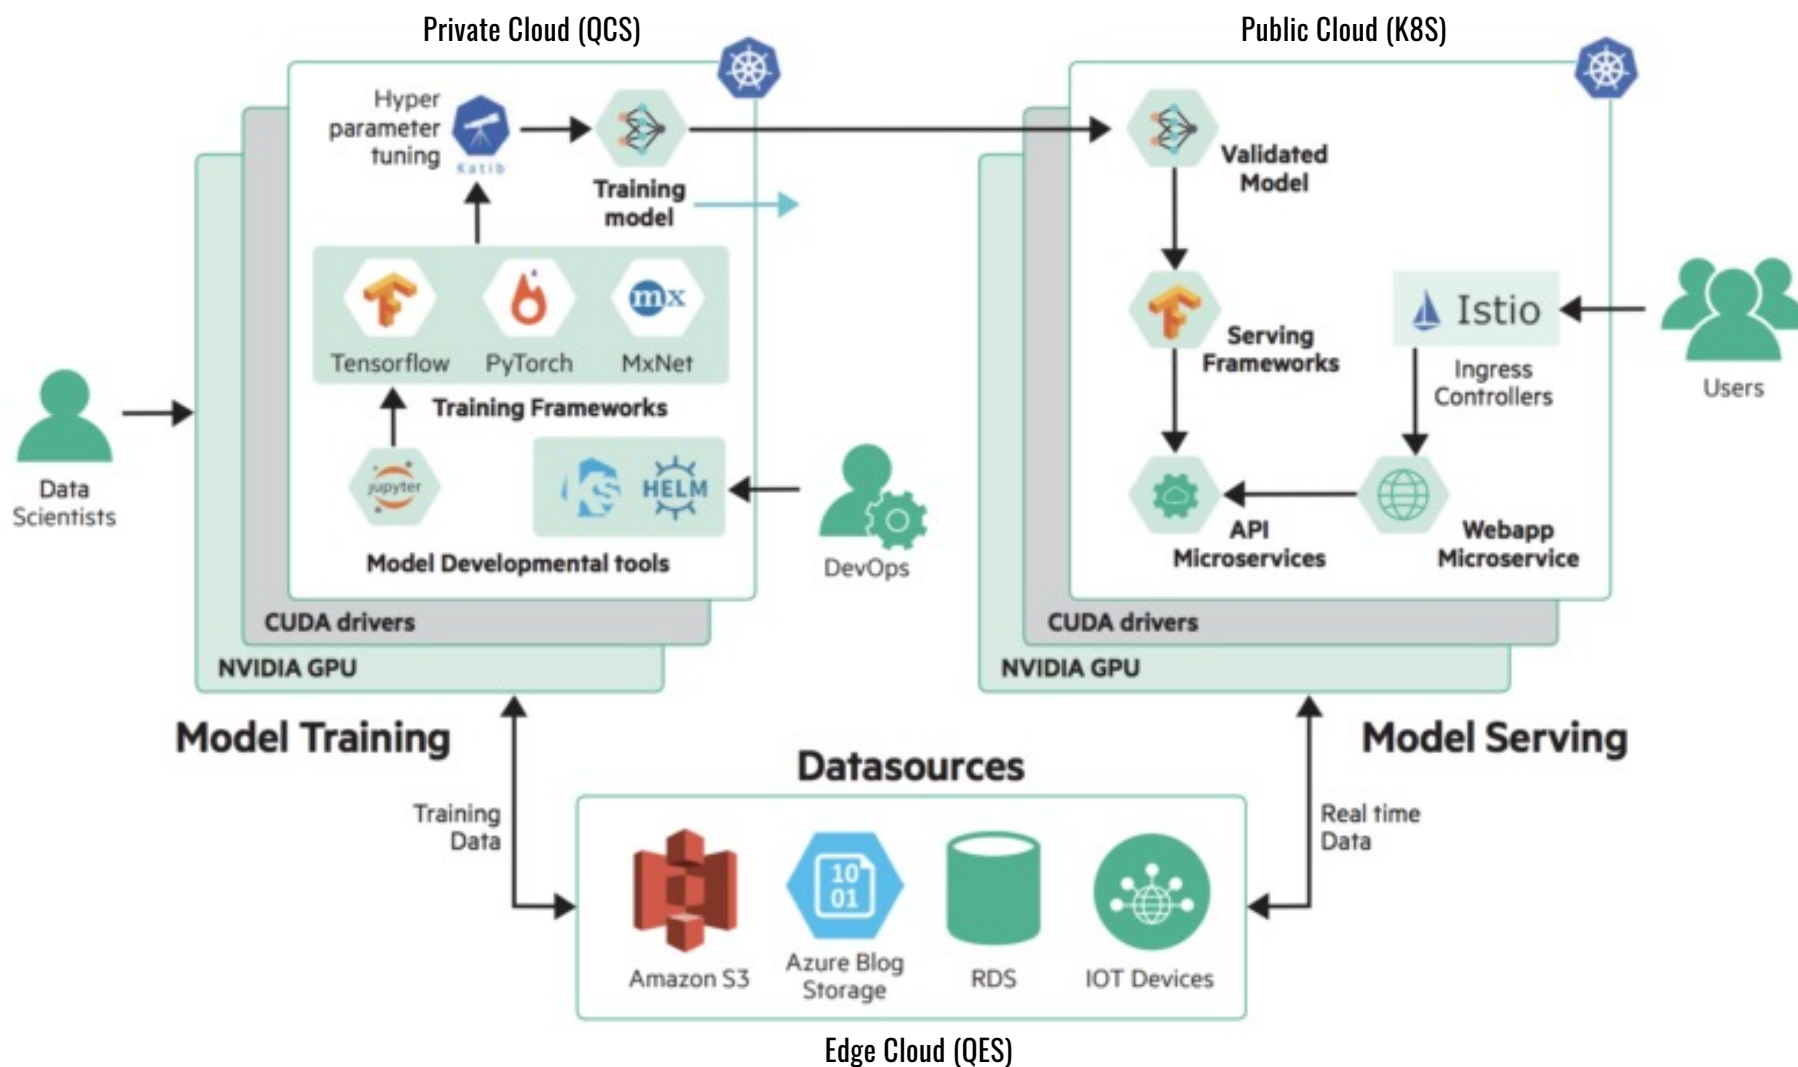 Private Cloud (QCS)
Public Cloud (K8S)
Hyper
parameter
tuning
Katib
Training
model
Validated
Model
Tensorflow
PyTorch
mx
MxNet
Training Frameworks
Serving
Frameworks
Istio
Ingress
Controllers
Users
Data
Scientists
jupyter
KS
HELM
DevOps
Model Developmental tools
API
Microservices
Webapp
Microservice
CUDA drivers
NVIDIA GPU
CUDA drivers
NVIDIA GPU
Model Training
Model Serving
Datasources
Training
Data
Real time
Data
10
01
Amazon S3
Azure Blog
Storage
RDS
IOT Devices
Edge Cloud (QES)